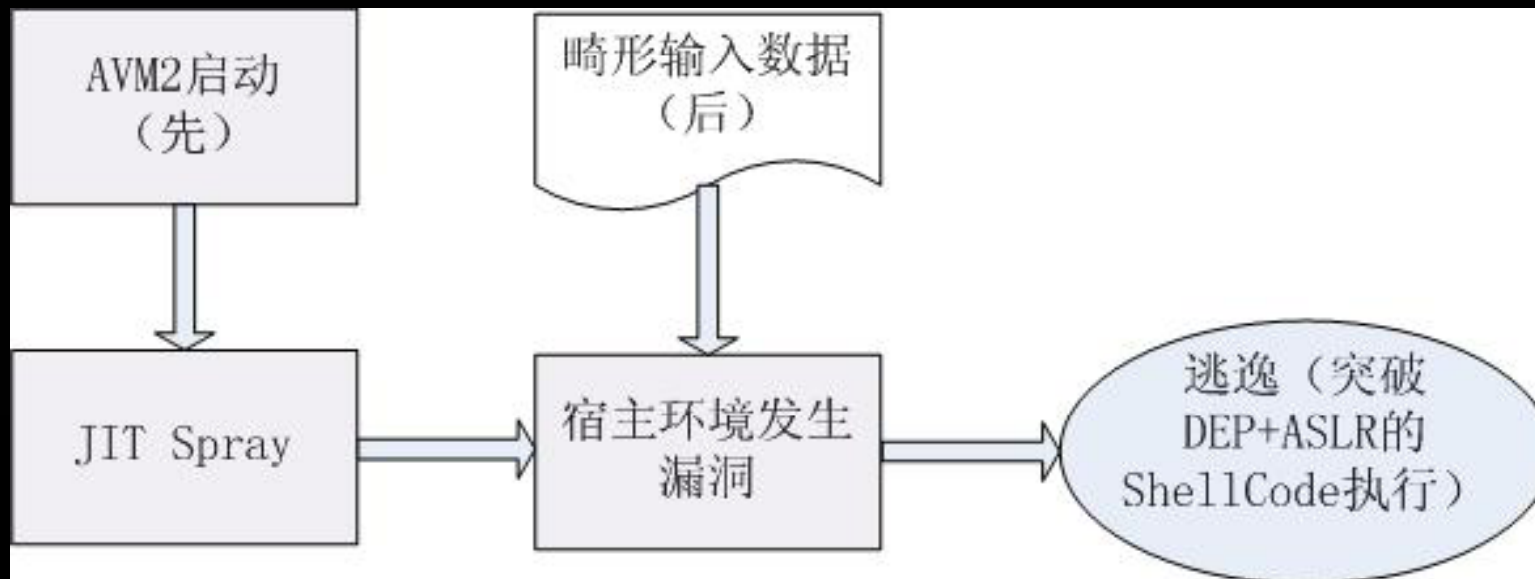 AVM2启动
（先）
畸形输入数据
（后）
JIT Spray
宿主环境发生
漏洞
逃逸（突破
DEP+ASLR的
ShellCode执行）